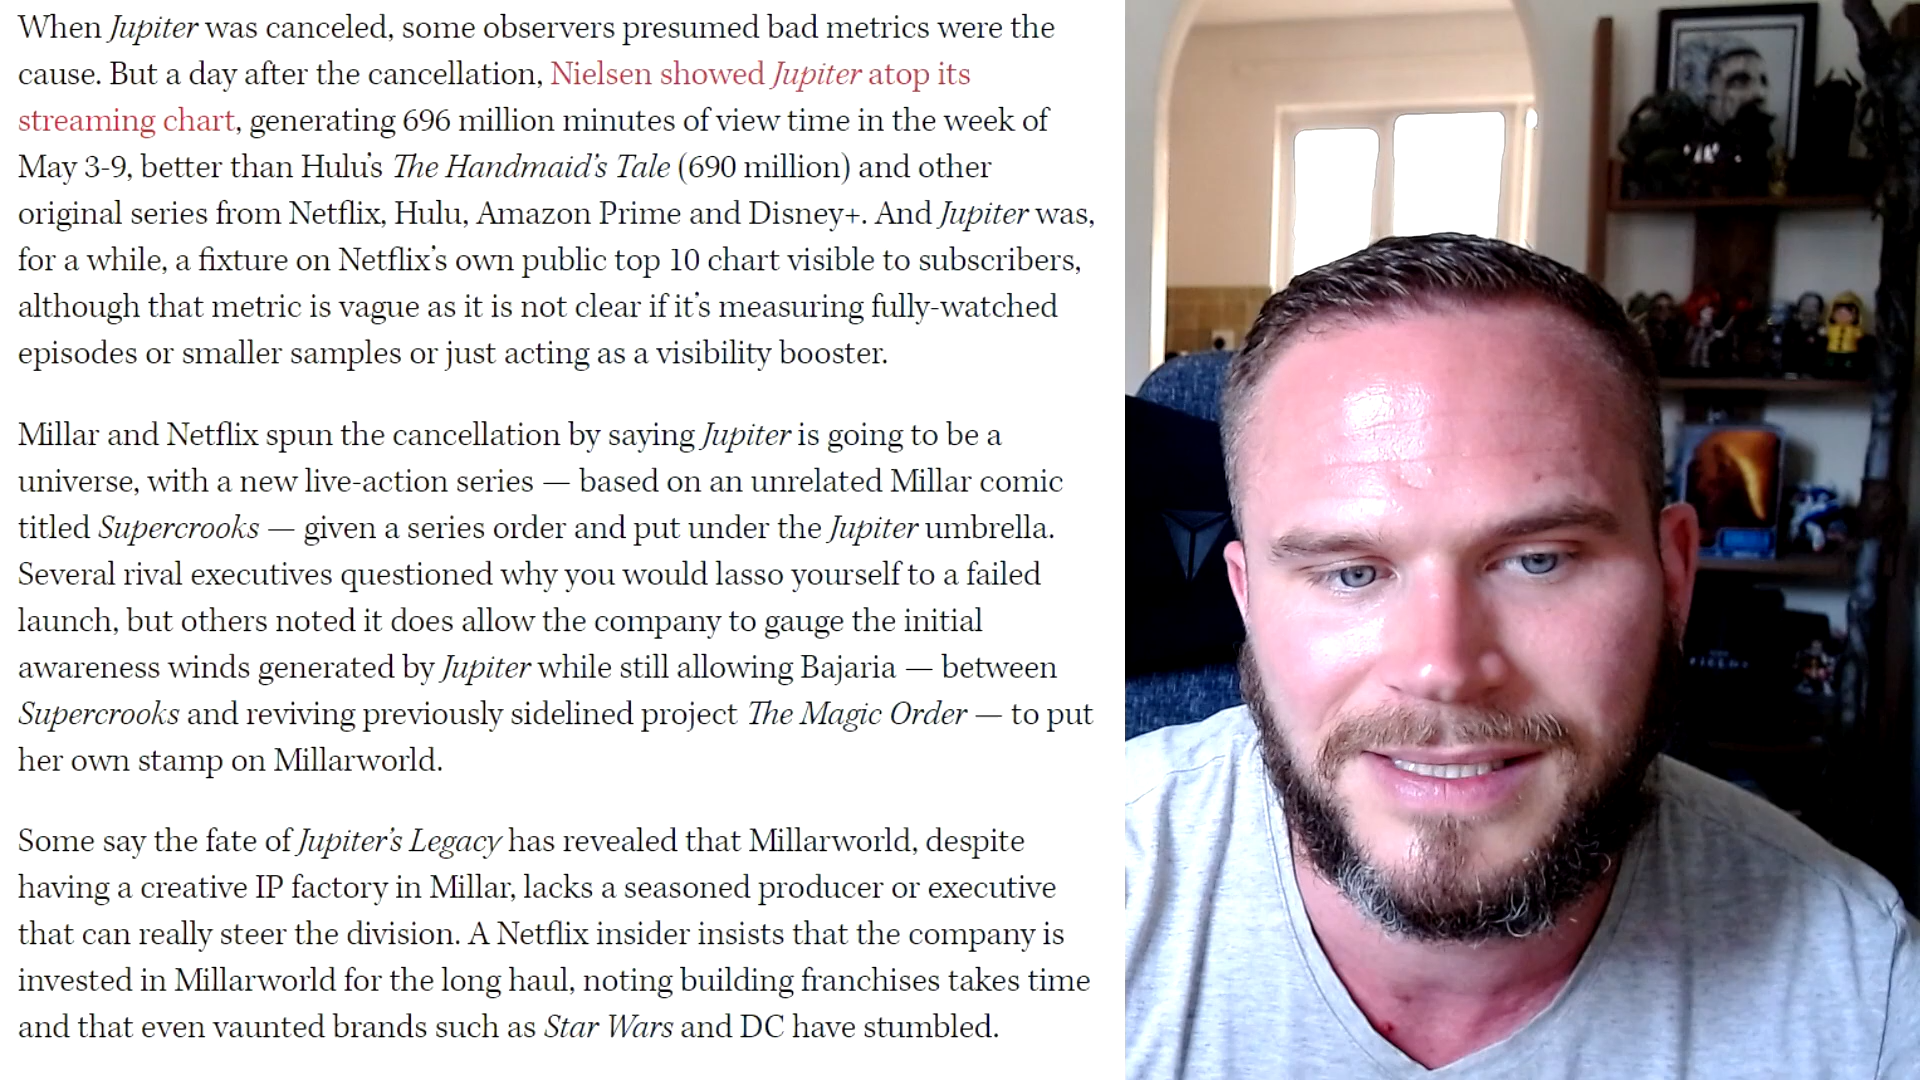 When Jupiter was canceled, some observers presumed bad metrics were the
cause. But a day after the cancellation, Nielsen showed Jupiter atop its
streaming chart, generating 696 million minutes of view time in the week of
May 3-9, better than Hulu’s The Handmaid’s Tale (690 million) and other
original series from Netflix, Hulu, Amazon Prime and Disney+. And Jupiter was,
for a while, a fixture on Netflix’s own public top 10 chart visible to subscribers,
although that metric is vague as it is not clear if it’s measuring fully-watched
episodes or smaller samples or just acting as a visibility booster.
Millar and Netflix spun the cancellation by saying Jupiter is going to be a
universe, with a new live-action series — based on an unrelated Millar comic
titled Supercrooks — given a series order and put under the Jupiter umbrella.
Several rival executives questioned why you would lasso yourself to a failed
launch, but others noted it does allow the company to gauge the initial
awareness winds generated by Jupiter while still allowing Bajaria — between
Supercrooks and reviving previously sidelined project The Magic Order — to put
her own stamp on Millarworld.
Some say the fate of Jupiter’s Legacy has revealed that Millarworld, despite
having a creative IP factory in Millar, lacks a seasoned producer or executive
that can really steer the division. A Netflix insider insists that the company is
invested in Millarworld for the long haul, noting building franchises takes time
and that even vaunted brands such as Star Wars and DC have stumbled.